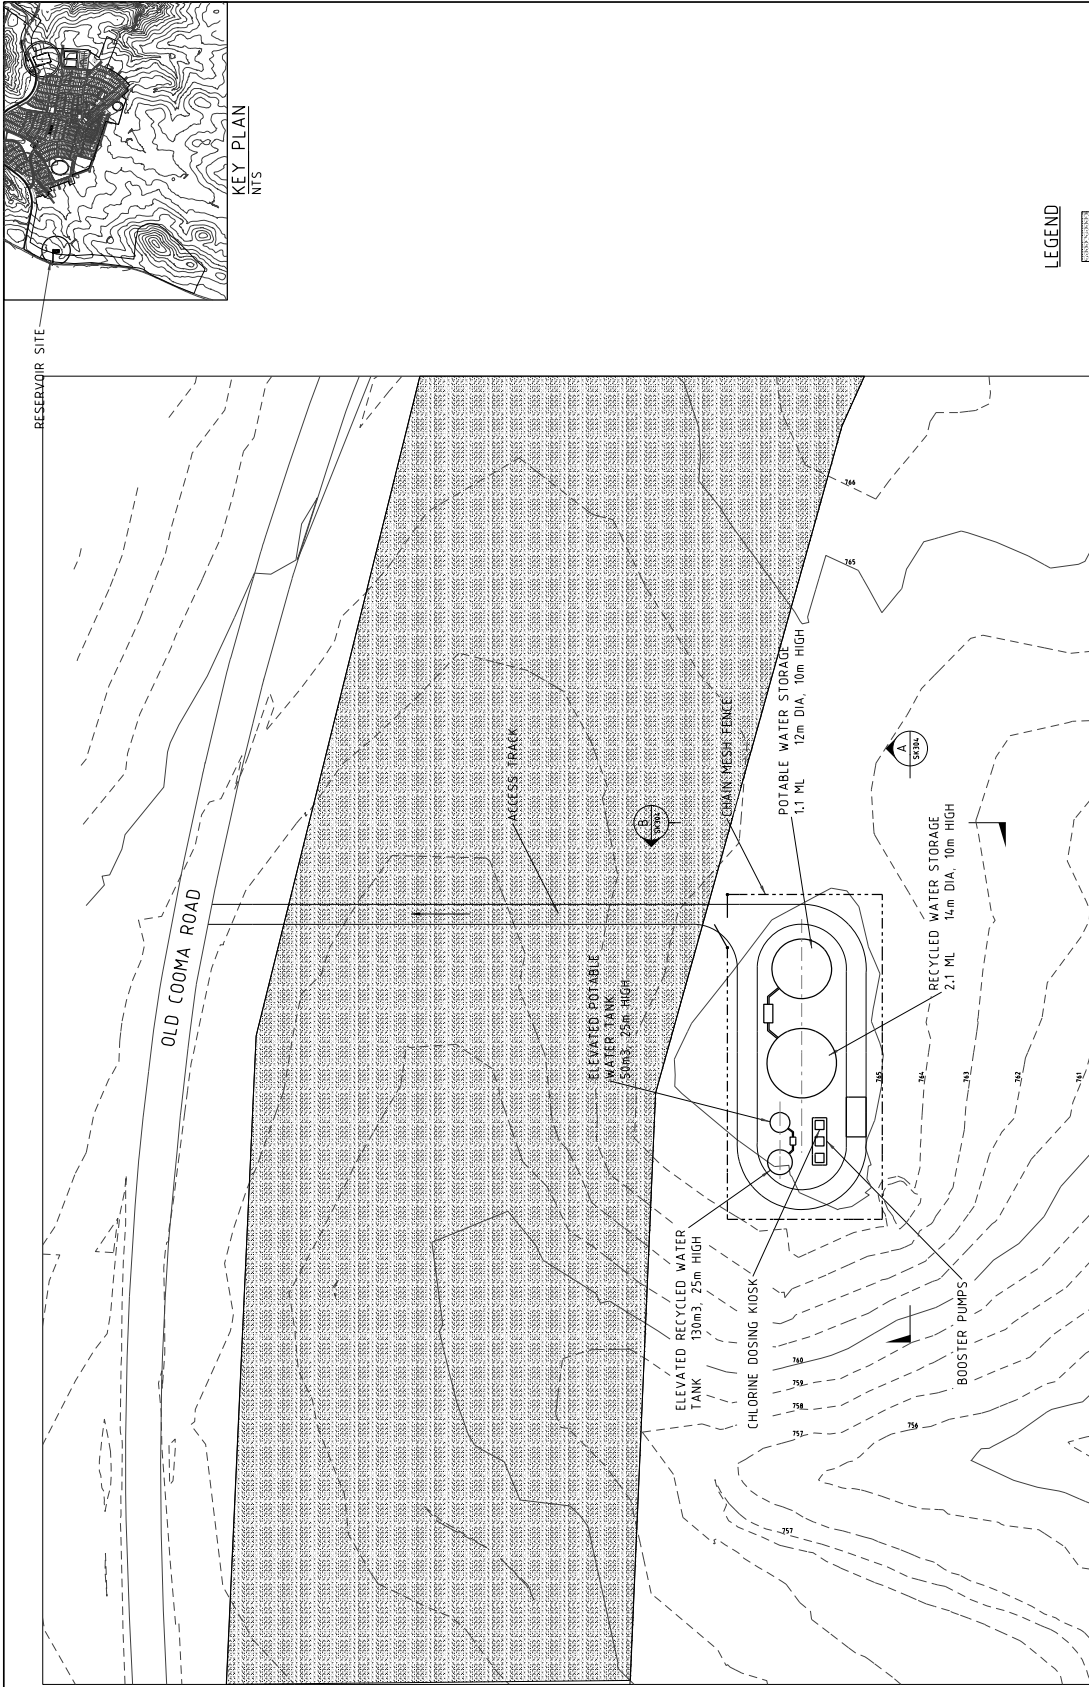 KEY PLAN
NTS
RESERVOIR SITE
LEGEND
OLD COOMA ROAD
ACCESS TRACK
CHAIN MESH FENCE
POTABLE WATER STORAGE
1.1 ML 12m DIA, 10m HIGH
RECYCLED WATER STORAGE
2.1 ML 14m DIA, 10m HIGH
ELEVATED POTABLE
WATER TANK
50m3, 25m HIGH
ELEVATED RECYCLED WATER
TANK 130m3, 25m HIGH
CHLORINE DOSING KIOSK
BOOSTER PUMPS
A
SK304
B
766
765
765
764
763
762
761
760
759
758
757
756
757